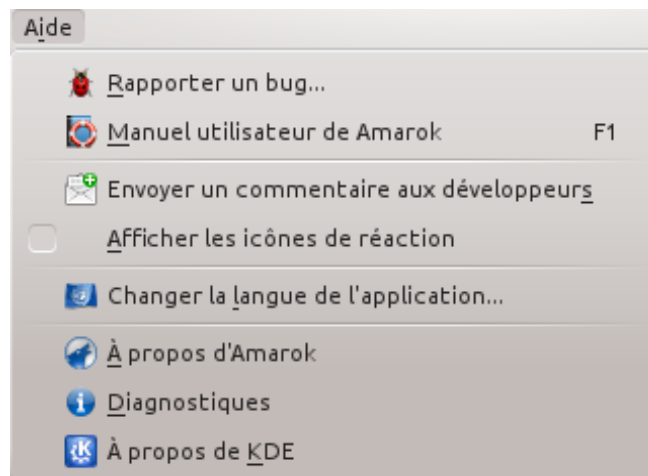 Aide
Rapporter un bug...
Manuel utilisateur de Amarok F1
Envoyer un commentaire aux développeurs
Afficher les icônes de réaction
Changer la langue de l'application...
À propos d'Amarok
Diagnostiques
À propos de KDE